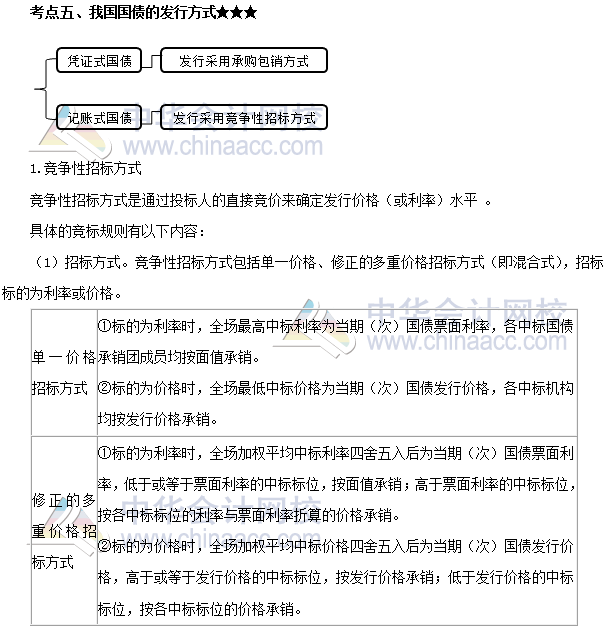 考点五、我国国债的发行方式★★★
凭证式国债
发行采用承购包销方式
记账式国债
发行采用竞争性招标方式
中华会计网校
www.chinaacc.com
1.竞争性招标方式
竞争性招标方式是通过投标人的直接竞价来确定发行价格（或利率）水平 。
具体的竞标规则有以下内容：
（1）招标方式。竞争性招标方式包括单一价格、修正的多重价格招标方式（即混合式），招标
标的为利率或价格。
中华会计网校
www.chinaacc.com
单一价格
招标方式
①标的为利率时，全场最高中标利率为当期（次）国债票面利率，各中标国债
承销团成员均按面值承销。
②标的为价格时，全场最低中标价格为当期（次）国债发行价格，各中标机构
均按发行价格承销。
修正的多
重价格招
标方式
①标的为利率时，全场加权平均中标利率四舍五入后为当期（次）国债票面利
率，低于或等于票面利率的中标标位，按面值承销；高于票面利率的中标标位，
按各中标标位的利率与票面利率折算的价格承销。
②标的为价格时，全场加权平均中标价格四舍五入后为当期（次）国债发行价
格，高于或等于发行价格的中标标位，按发行价格承销；低于发行价格的中标
标位，按各中标标位的价格承销。
中华会计网校
www.chinaacc.com